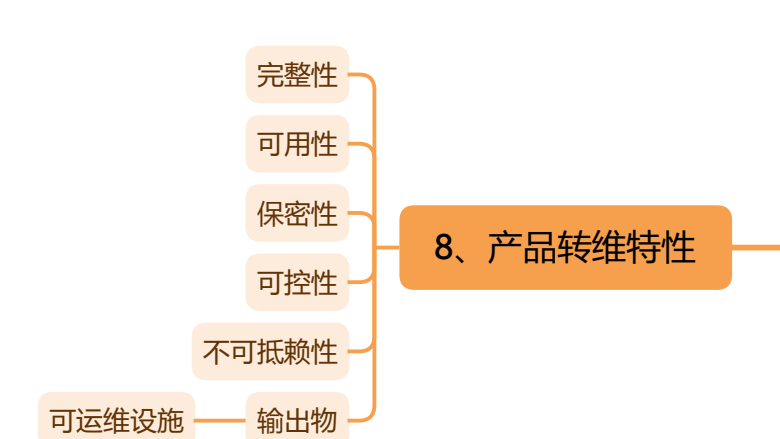 完整性
可用性
保密性
8、产品转维特性
可控性
不可抵赖性
可运维设施
输出物